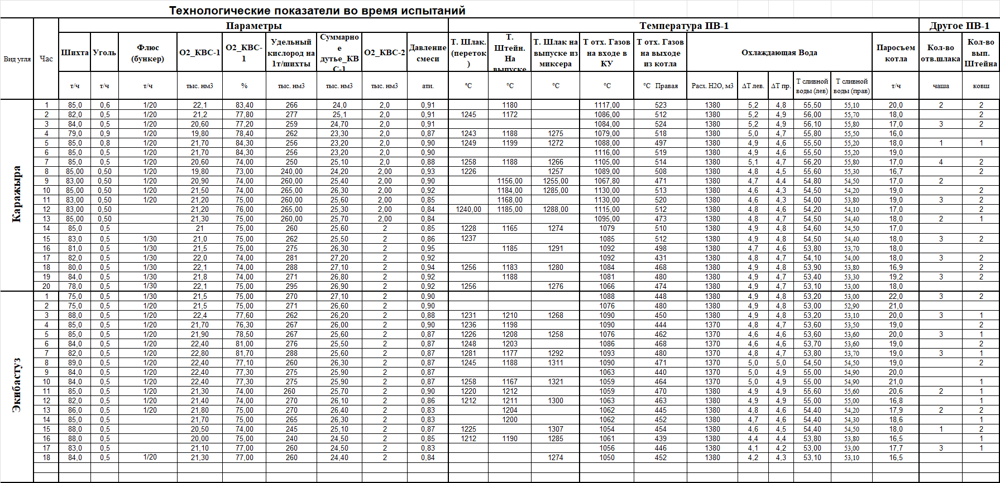 Технологические показатели во время испытаний
Параметры Температура ПВ-1 Другое ПВ-1
Вид угля Час Шихта Уголь Флюс (бункер) О2_КВС-1 О2_КВС-1 Удельный кислород на 1т/шихты Суммарное дутье_КВС-1 О2_КВС-2 Давление смеси Т. Шлак. (переток) Т. Штейн. На выпуске Т. Шлак на выпуске из миксера Т отх. Газов на входе в КУ Т отх. Газов на выходе из котла Охлаждающая Вода Паросъем котла Кол-во отв.шлака Кол-во вып. Штейна
т/ч т/ч т/ч тыс. нм3 % тыс. нм3 тыс. нм3 тыс. нм3 ати. °С °С °С °С °С Правая Расх. Н2О, м3 ΔТ лев. ΔТ пр. Т сливной воды (лев) Т сливной воды (прав) т/ч чаша ковш
Каражыра
1 85,0 0,6 1/20 22,1 83,40 266 24,0 2,0 0,91 1180 1117,00 523 1380 5,2 4,8 55,50 55,10 20,0 2 2
2 82,0 0,5 1/20 21,2 77,80 277 25,1 2,0 0,91 1245 1172 1086,00 512 1380 5,2 4,9 56,00 55,70 18,0 2
3 84,0 0,5 1/20 20,60 77,20 259 24,70 2,0 0,91 1084,00 524 1380 5,2 4,9 56,10 55,80 17,0 3 2
4 79,0 0,9 1/20 19,80 78,40 262 23,30 2,0 0,87 1243 1188 1275 1079,00 518 1380 5,0 4,7 55,80 55,50 16,0
5 85,0 0,8 1/20 21,70 84,30 256 23,20 2,0 0,90 1249 1199 1272 1088,00 497 1380 4,9 4,6 55,50 55,20 18,0 1 1
6 85,0 0,5 1/20 21,70 84,30 256 23,20 2,0 0,90 1116,00 519 1380 4,9 4,6 55,50 55,20 19,0
7 85,0 0,5 1/20 20,60 74,00 250 25,10 2,0 0,88 1258 1188 1266 1105,00 514 1380 5,1 4,7 56,20 55,80 17,0 4 2
8 85,00 0,50 1/20 19,80 73,00 240,00 24,20 2,00 0,93 1226 1257 1089,00 508 1380 4,8 4,5 55,60 55,30 16,7 2
9 83,00 0,50 1/20 20,90 74,00 260,00 25,40 2,00 0,90 1156,00 1255,00 1067,80 471 1380 4,7 4,4 54,80 54,50 17,0 2
10 85,00 0,50 1/20 21,50 74,00 265,00 26,30 2,00 0,92 1184,00 1285,00 1130,00 513 1380 4,6 4,3 54,50 54,20 19,0 2
11 83,00 0,50 1/20 21,20 75,00 260,00 25,60 2,00 0,85 1168,00 1130,00 520 1380 4,6 4,3 54,00 53,80 19,0 3 2
12 83,00 0,50 21,20 76,00 265,00 25,30 2,00 0,84 1240,00 1185,00 1288,00 1115,00 512 1380 4,8 4,6 54,20 54,10 17,0 2
13 85,00 0,50 21,30 75,00 260,00 25,70 2,00 0,84 1095,00 473 1380 4,8 4,7 54,50 54,40 18,0 2 1
14 85,0 0,5 21 75,00 260 25,60 2 0,85 1228 1165 1274 1079 510 1380 4,9 4,8 54,60 54,50 17,0
15 83,0 0,5 1/30 21,0 75,00 262 25,50 2 0,86 1237 1085 512 1380 4,9 4,8 54,50 54,40 18,0 3 2
16 81,0 0,5 1/30 21,5 75,00 275 26,30 2 0,95 1185 1291 1092 498 1380 4,7 4,6 53,80 53,70 18,0
17 82,0 0,5 1/30 22,0 74,00 281 27,20 2 0,92 1092 431 1380 4,8 4,7 54,10 54,00 18,0 3 2
18 80,0 0,5 1/30 22,1 74,00 288 27,10 2 0,94 1256 1183 1280 1084 468 1380 4,9 4,8 53,90 53,80 16,9 2
19 84,0 0,5 1/30 21,8 74,00 271 26,80 2 0,92 1188 1081 480 1380 4,9 4,7 53,40 53,30 19,2 3 2
20 78,0 0,5 1/30 22,1 75,00 295 26,90 2 0,92 1256 1276 1066 474 1380 4,9 4,7 53,10 53,00 18,0
Экибастуз
1 75,0 0,5 1/30 21,5 75,00 270 27,10 2 0,90 1088 448 1380 4,9 4,8 53,20 53,00 22,0 3 2
2 75,0 0,5 1/20 21,5 75,00 271 26,60 2 0,90 1076 480 1380 4,9 4,8 53,00 52,90 21,0
3 88,0 0,5 1/20 22,4 77,60 262 26,20 2 0,88 1231 1210 1268 1090 450 1380 4,9 4,8 53,20 53,10 20,0 3 1
4 85,0 0,5 1/20 21,70 76,30 267 26,00 2 0,90 1236 1198 1090 444 1370 4,8 4,7 53,60 53,50 19,0 2
5 85,0 0,5 1/20 21,90 78,50 267 25,60 2 0,87 1226 1208 1258 1076 462 1370 4,6 4,6 53,60 53,60 20,0 3 1
6 84,0 0,5 1/20 22,40 81,00 276 25,50 2 0,87 1248 1203 1086 468 1370 4,6 4,6 53,70 53,60 19,0 2
7 82,0 0,5 1/20 22,80 81,70 288 25,60 2 0,87 1281 1177 1292 1093 480 1370 4,8 4,7 53,80 53,70 19,0 3 1
8 89,0 0,5 1/20 22,40 77,10 260 26,30 2 0,87 1245 1188 1311 1090 471 1370 5,0 5,0 54,50 54,50 19,0 2
9 84,0 0,5 1/20 22,40 77,30 275 25,90 2 0,87 1063 440 1370 5,0 4,9 55,00 54,90 20,0
10 84,0 0,5 1/20 22,40 77,30 275 25,90 2 0,87 1258 1167 1321 1059 464 1370 5,0 4,9 55,00 54,90 21,0 1
11 85,0 0,5 1/20 21,30 74,00 260 25,70 2 0,90 1220 1212 1059 470 1380 4,9 4,9 55,60 55,60 20,6 2 1
12 82,0 0,5 1/20 21,40 74,00 270 26,10 2 0,86 1212 1211 1300 1063 463 1380 4,9 4,9 55,00 55,00 16,8 1
13 86,0 0,5 1/20 21,80 75,00 270 26,40 2 0,83 1204 1062 445 1380 4,8 4,6 54,40 54,20 17,9 2 2
14 85,0 0,5 21,70 75,00 265 26,30 2 0,83 1200 1062 452 1380 4,7 4,6 54,40 54,30 18,6 1
15 88,0 0,5 20,50 74,00 245 25,10 2 0,87 1225 1307 1054 454 1380 4,6 4,5 54,40 54,50 18,0 1 2
16 88,0 0,5 20,00 75,00 240 24,50 2 0,85 1212 1190 1285 1061 439 1380 4,4 4,4 53,80 53,80 16,5 1
17 83,0 0,5 21,10 77,00 260 24,50 2 0,83 1056 446 1380 4,1 4,2 53,00 53,00 17,7 3 1
18 84,0 0,5 1/20 21,30 77,00 260 24,40 2 0,84 1274 1050 452 1380 4,2 4,3 53,10 53,10 16,5